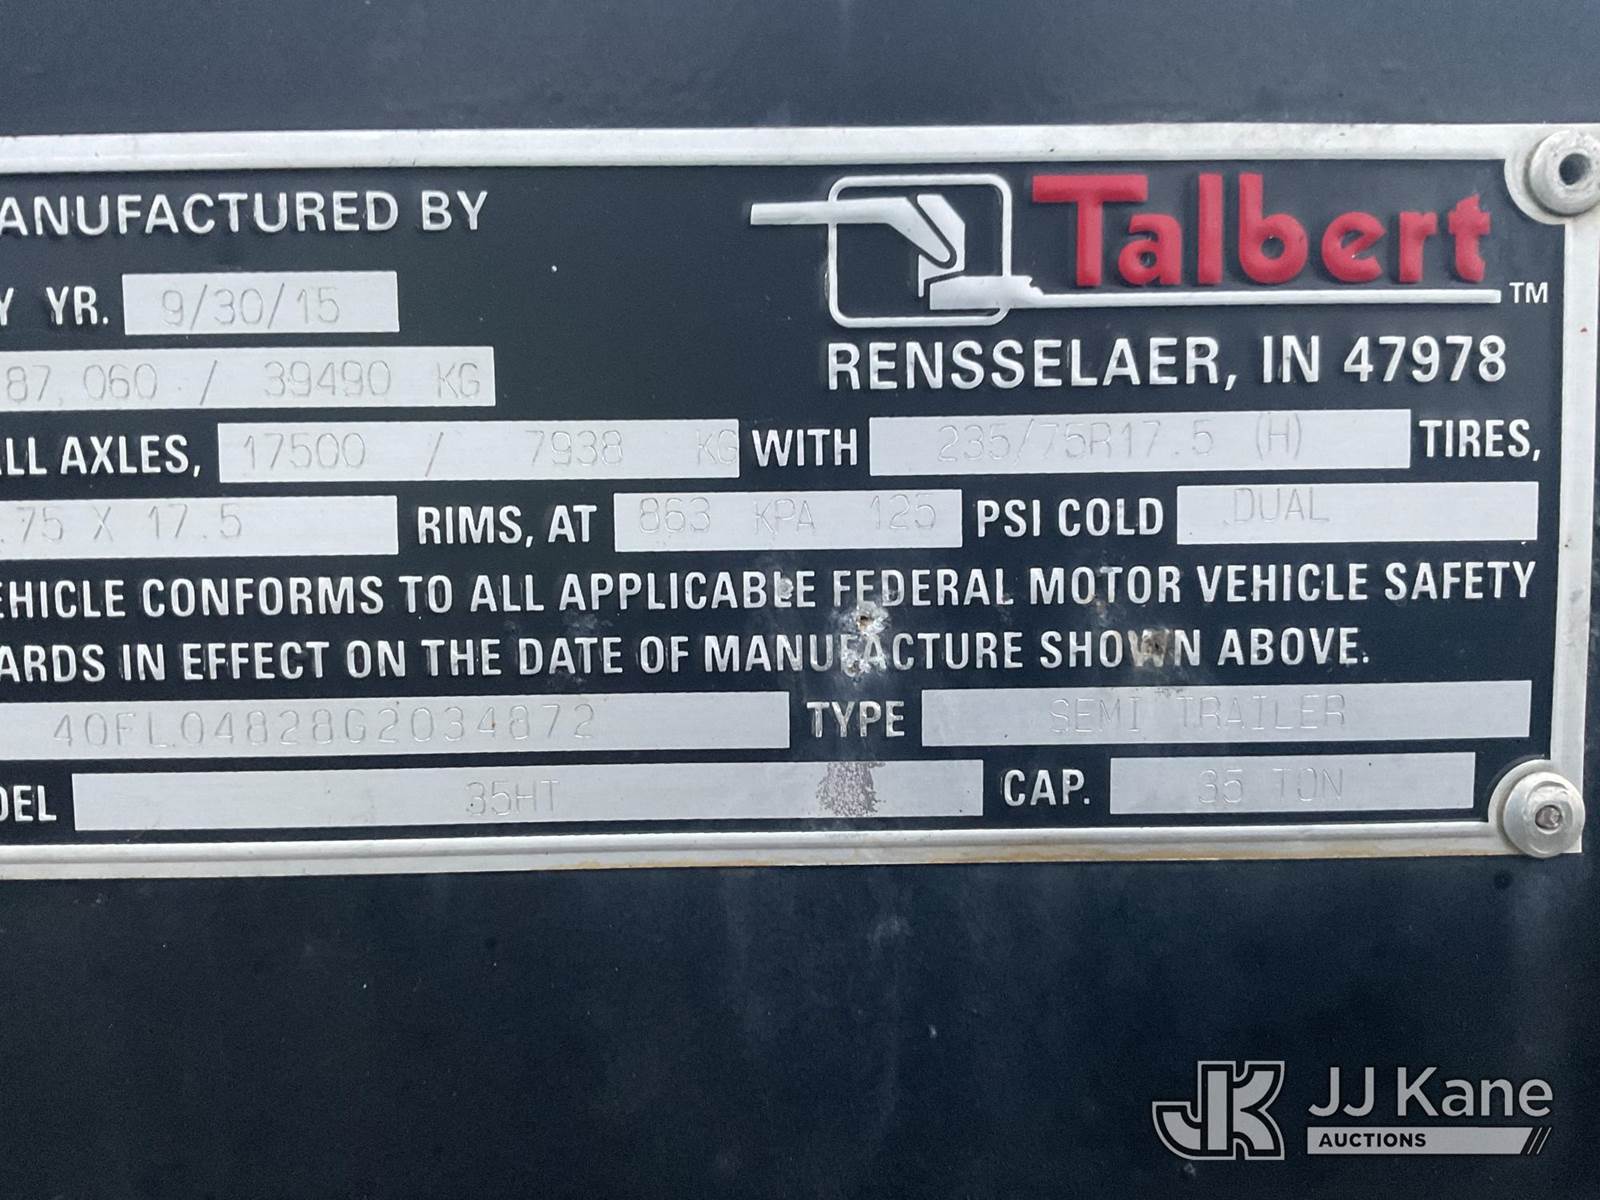 ANUFACTURED BY
Talbert™
Y YR. 9/30/15
RENSSELAER, IN 47978
87,060 / 39490 KG
LL AXLES, 17500 / 7938 KG WITH 235/75R17.5 (H) TIRES,
.75 X 17.5 RIMS, AT 863 KPA 125 PSI COLD DUAL
EHICLE CONFORMS TO ALL APPLICABLE FEDERAL MOTOR VEHICLE SAFETY
ARDS IN EFFECT ON THE DATE OF MANUFACTURE SHOWN ABOVE.
40FL04828G2034872 TYPE SEMI TRAILER
DEL 35HT CAP. 35 TON
JJ Kane
AUCTIONS